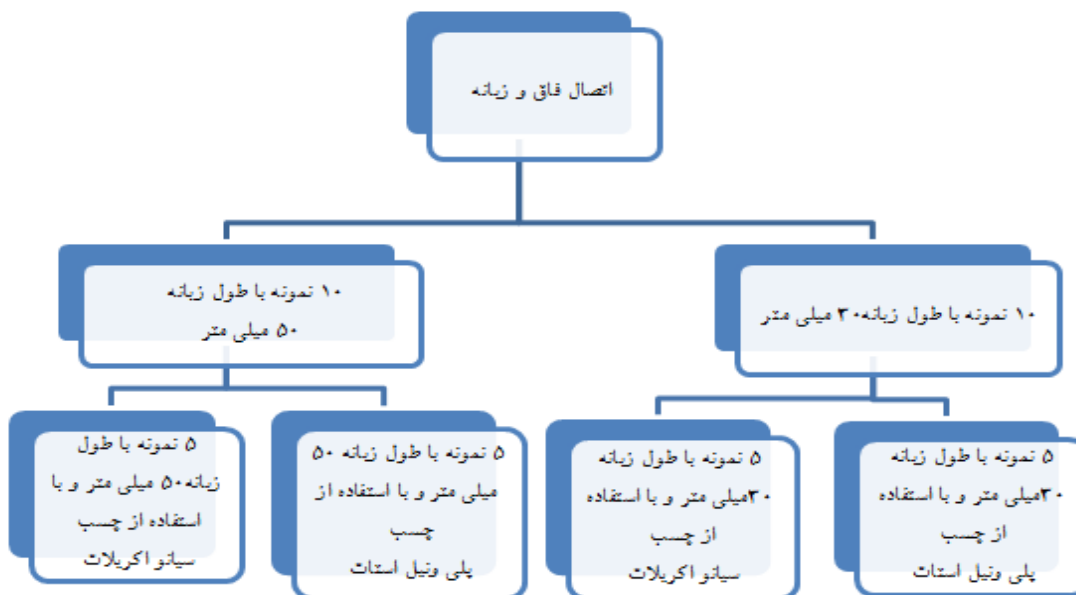 اتصال فاق و زبانه
۱۰ نمونه با طول زبانه۳۰ میلی متر
۱۰ نمونه با طول زبانه
۵۰ میلی متر
۵ نمونه با طول زبانه
۳۰میلی متر و با استفاده
از چسب
پلی ونیل استات
۵ نمونه با طول زبانه
۳۰میلی متر و با استفاده
از چسب
سیانو اکریلات
۵ نمونه با طول زبانه ۵۰
میلی متر و با استفاده از
چسب
پلی ونیل استات
۵ نمونه با طول
زبانه۵۰ میلی متر و با
استفاده از چسب
سیانو اکریلات